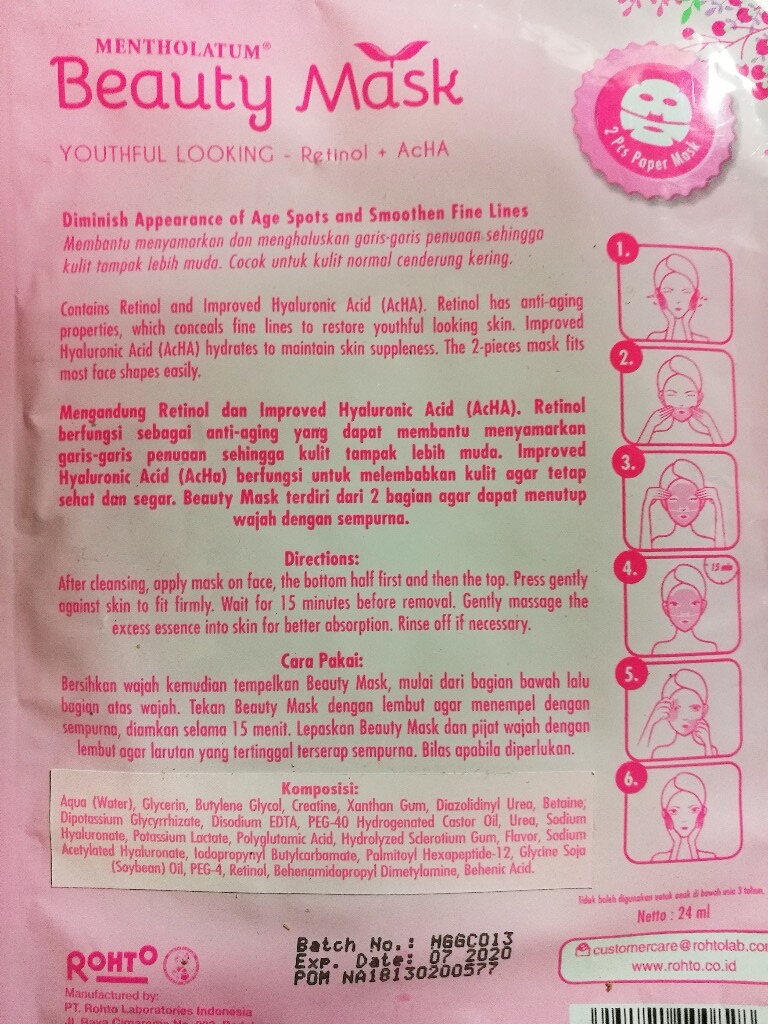 MENTHOLATUM®
Beauty Mask
YOUTHFUL LOOKING - Retinol + AcHA
2 Pcs Paper Mask
Diminish Appearance of Age Spots and Smoothen Fine Lines
Membantu menyamarkan dan menghaluskan garis-garis penuaan sehingga
kulit tampak lebih muda. Cocok untuk kulit normal cenderung kering.
Contains Retinol and Improved Hyaluronic Acid (AcHA). Retinol has anti-aging
properties, which conceals fine lines to restore youthful looking skin. Improved
Hyaluronic Acid (AcHA) hydrates to maintain skin suppleness. The 2-pieces mask fits
most face shapes easily.
Mengandung Retinol dan Improved Hyaluronic Acid (AcHA). Retinol
berfungsi sebagai anti-aging yang dapat membantu menyamarkan
garis-garis penuaan sehingga kulit tampak lebih muda. Improved
Hyaluronic Acid (AcHa) berfungsi untuk melembabkan kulit agar tetap
sehat dan segar. Beauty Mask terdiri dari 2 bagian agar dapat menutup
wajah dengan sempurna.
Directions:
After cleansing, apply mask on face, the bottom half first and then the top. Press gently
against skin to fit firmly. Wait for 15 minutes before removal. Gently massage the
excess essence into skin for better absorption. Rinse off if necessary.
Cara Pakai:
Bersihkan wajah kemudian tempelkan Beauty Mask, mulai dari bagian bawah lalu
bagian atas wajah. Tekan Beauty Mask dengan lembut agar menempel dengan
sempurna, diamkan selama 15 menit. Lepaskan Beauty Mask dan pijat wajah dengan
lembut agar larutan yang tertinggal terserap sempurna. Bilas apabila diperlukan.
Komposisi:
Aqua (Water), Glycerin, Butylene Glycol, Creatine, Xanthan Gum, Diazolidinyl Urea, Betaine,
Dipotassium Glycyrrhizate, Disodium EDTA, PEG-40 Hydrogenated Castor Oil, Urea, Sodium
Hyaluronate, Potassium Lactate, Polyglutamic Acid, Hydrolyzed Sclerotium Gum, Flavor, Sodium
Acetylated Hyaluronate, Iodopropynyl Butylcarbamate, Palmitoyl Hexapeptide-12, Glycine Soja
(Soybean) Oil, PEG-4, Retinol, Behenamidopropyl Dimetylamine, Behenic Acid.
1.
2.
3.
4.
15 min
5.
6.
Tidak boleh digunakan untuk anak di bawah usia 3 tahun.
Netto : 24 ml
customercare@rohtolab.com
www.rohto.co.id
Batch No.: HGGC013
Exp. Date: 07 2020
POM NA18130200577
ROHTO
Manufactured by:
PT. Rohto Laboratories Indonesia
Jl. Raya